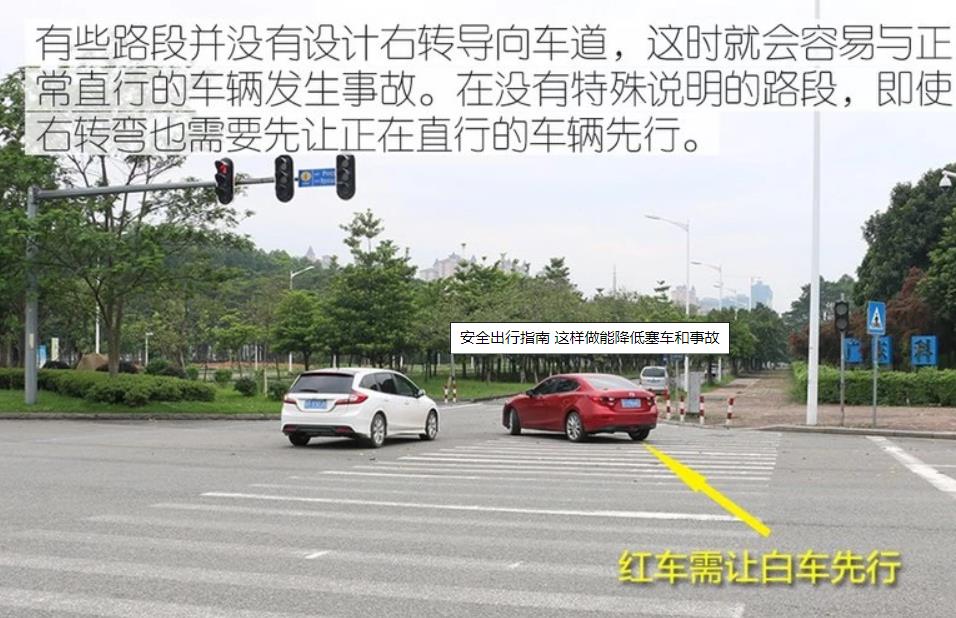 有些路段并没有设计右转导向车道，这时就会容易与正
常直行的车辆发生事故。在没有特殊说明的路段，即使
右转弯也需要先让正在直行的车辆先行。
安全出行指南 这样做能降低塞车和事故
红车需让白车先行